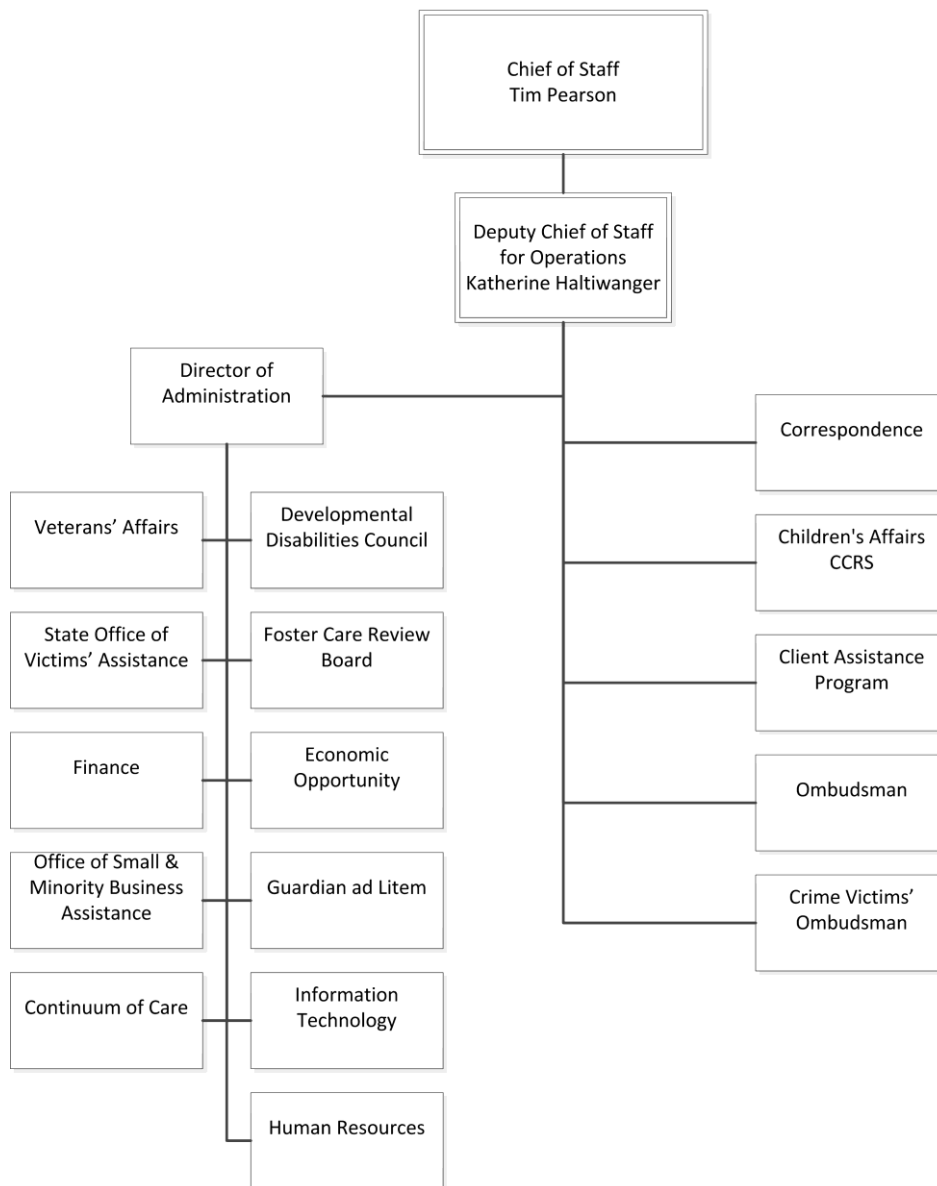 Chief of Staff
Tim Pearson
Deputy Chief of Staff
for Operations
Katherine Haltiwanger
Director of
Administration
Correspondence
Veterans’ Affairs
Developmental
Disabilities Council
Children's Affairs
CCRS
State Office of
Victims’ Assistance
Foster Care Review
Board
Client Assistance
Program
Finance
Economic
Opportunity
Ombudsman
Office of Small &
Minority Business
Assistance
Guardian ad Litem
Crime Victims’
Ombudsman
Continuum of Care
Information
Technology
Human Resources